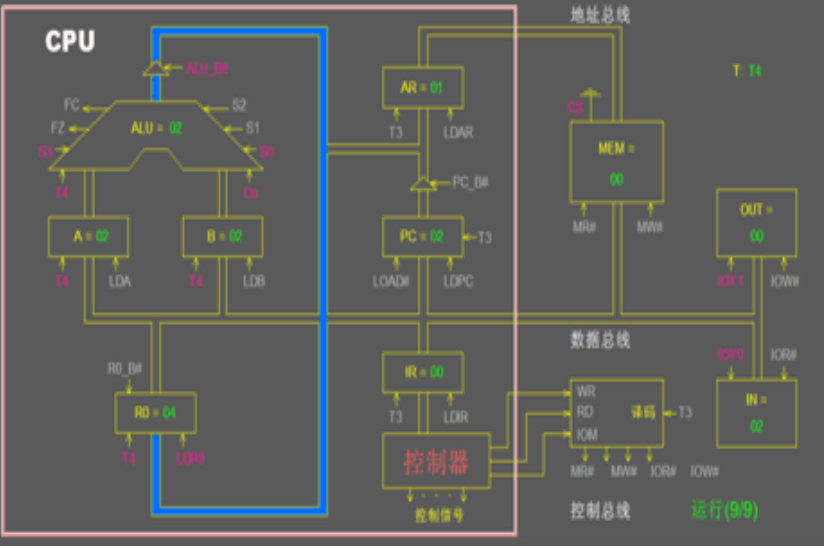 地址总线
CPU
T: T4
ALU_B#
AR = 01
FC
S2
ALU = 02
FZ
S1
T3
LDAR
CS
S3
S0
MEM =
00
T4
Cn
PC_B#
MR#
MW#
OUT =
00
A = 02
B = 02
PC = 02
T3
T4
LDA
T4
LDB
LOAD#
LDPC
IOR1
IOW#
数据总线
R0_B#
IR = 00
IOY0
IOR#
WR
RD
IOM
译码
T3
IN =
02
R0 = 04
T3
LDIR
T4
LDR0
控制器
MR#
MW#
IOR#
IOW#
控制信号
控制总线
运行(9/9)